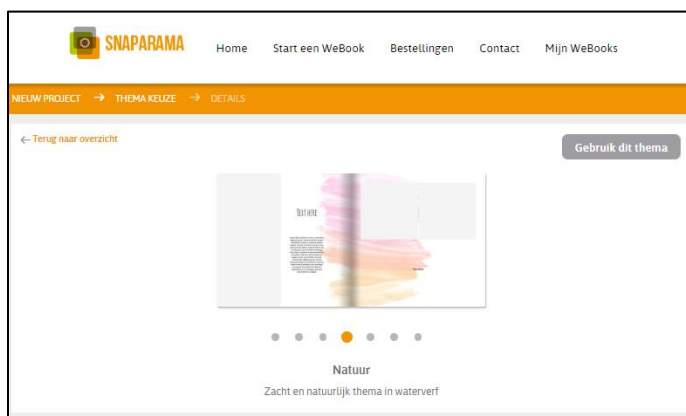 SNAPARAMA
Home Start een WeBook Bestellingen Contact Mijn WeBooks
NIEUW PROJECT → THEMA KEUZE → DETAILS
← Terug naar overzicht
Gebruik dit thema
TEXT HERE
Natuur
Zacht en natuurlijk thema in waterverf